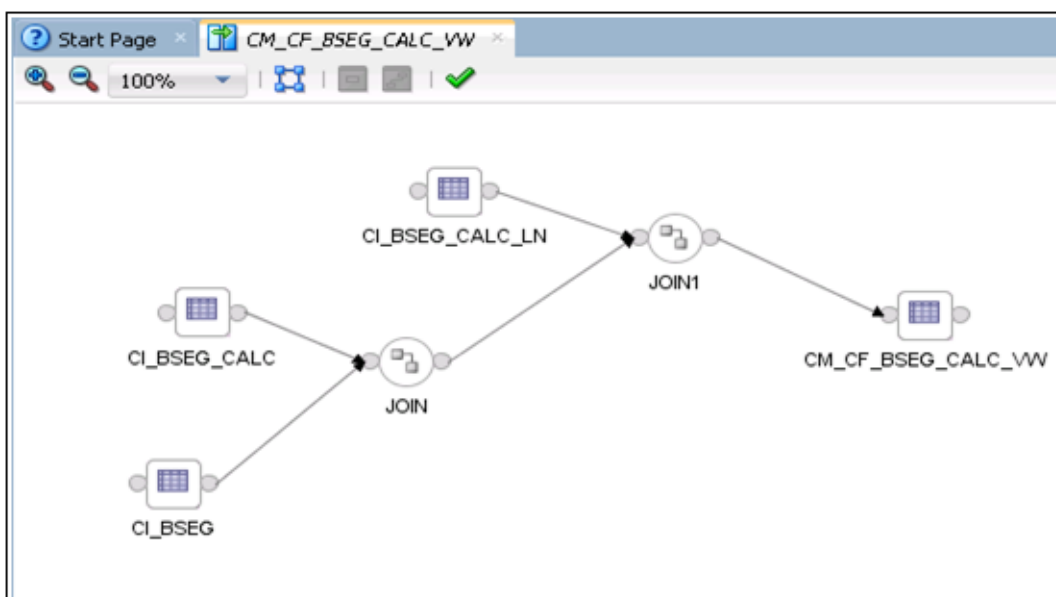 Start Page
CM_CF_BSEG_CALC_VW
100%
CI_BSEG_CALC_LN
JOIN1
CI_BSEG_CALC
JOIN
CM_CF_BSEG_CALC_VW
CI_BSEG